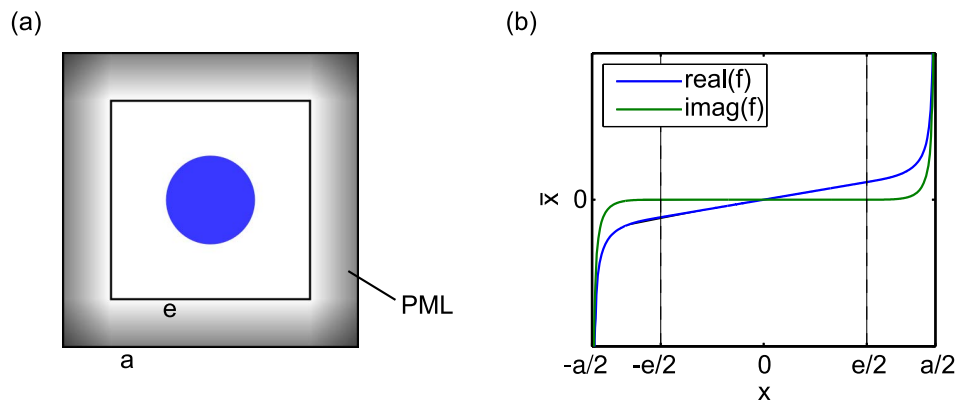 (a)
e
a
PML
(b)
real(f)
imag(f)
x̅
0
-a/2 -e/2 0 e/2 a/2
x